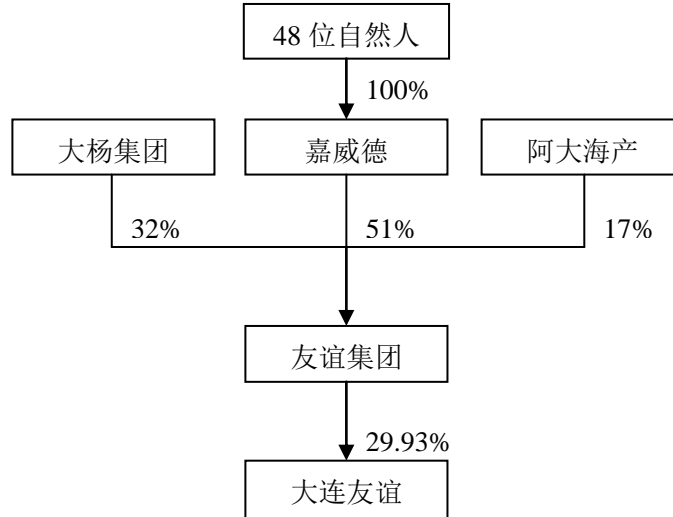 48 位自然人
100%
大杨集团
嘉威德
阿大海产
32%
51%
17%
友谊集团
29.93%
大连友谊